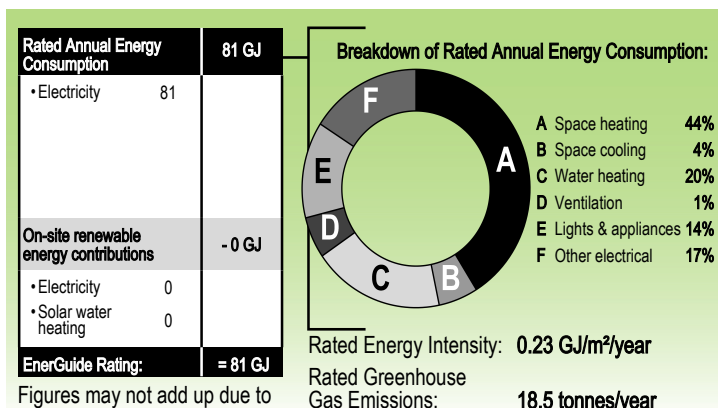 Rated Annual Energy
Consumption
81 GJ
•Electricity 81
On-site renewable
energy contributions
- 0 GJ
•Electricity 0
•Solar water
heating 0
EnerGuide Rating: = 81 GJ
Figures may not add up due to
Breakdown of Rated Annual Energy Consumption:
F
A
E
D
C
B
A Space heating 44%
B Space cooling 4%
C Water heating 20%
D Ventilation 1%
E Lights & appliances 14%
F Other electrical 17%
Rated Energy Intensity: 0.23 GJ/m²/year
Rated Greenhouse
Gas Emissions: 18.5 tonnes/year